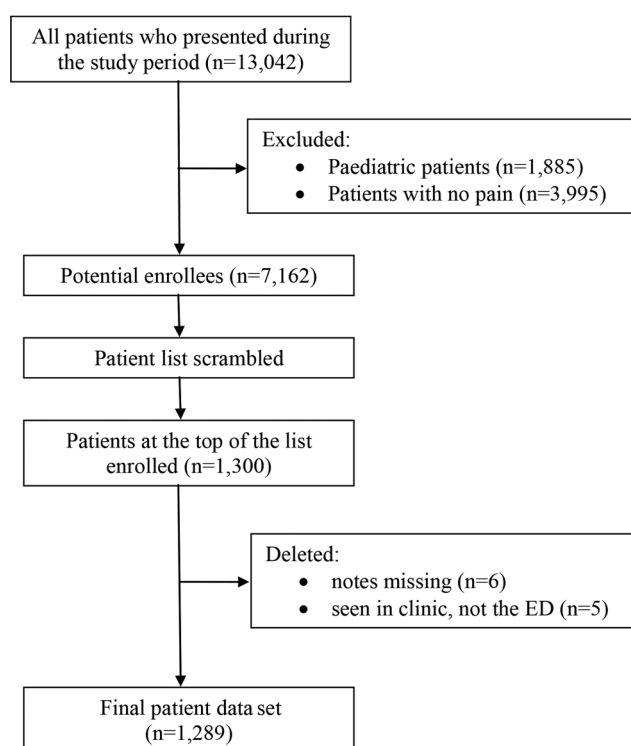 All patients who presented during
the study period (n=13,042)
Excluded:
• Paediatric patients (n=1,885)
• Patients with no pain (n=3,995)
Potential enrollees (n=7,162)
Patient list scrambled
Patients at the top of the list
enrolled (n=1,300)
Deleted:
• notes missing (n=6)
• seen in clinic, not the ED (n=5)
Final patient data set
(n=1,289)